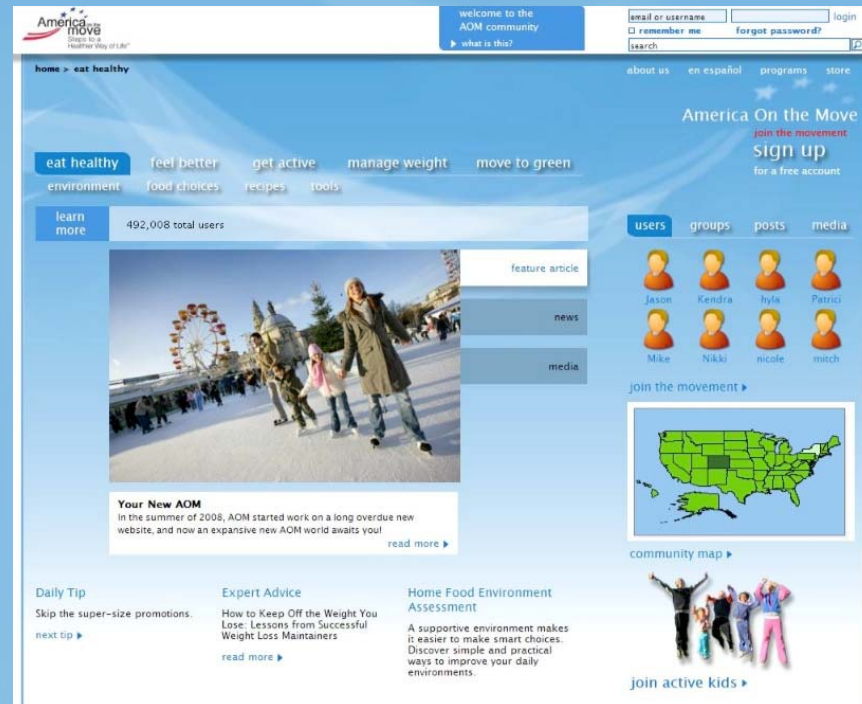 America on the move
Steps to a
Healthier Way of Life™
welcome to the
AOM community
what is this?
email or username
login
remember me
forgot password?
search
home > eat healthy
about us en español programs store
America On the Move
join the movement
sign up
for a free account
eat healthy feel better get active manage weight move to green
environment food choices recipes tools
learn
more
492,008 total users
feature article
news
media
Your New AOM
In the summer of 2008, AOM started work on a long overdue new
website, and now an expansive new AOM world awaits you!
read more
users groups posts media
Jason Kendra hyla Patrici
Mike Nikki nicole mitch
join the movement
community map
join active kids
Daily Tip
Skip the super-size promotions.
next tip
Expert Advice
How to Keep Off the Weight You
Lose: Lessons from Successful
Weight Loss Maintainers
read more
Home Food Environment
Assessment
A supportive environment makes
it easier to make smart choices.
Discover simple and practical
ways to improve your daily
environments.